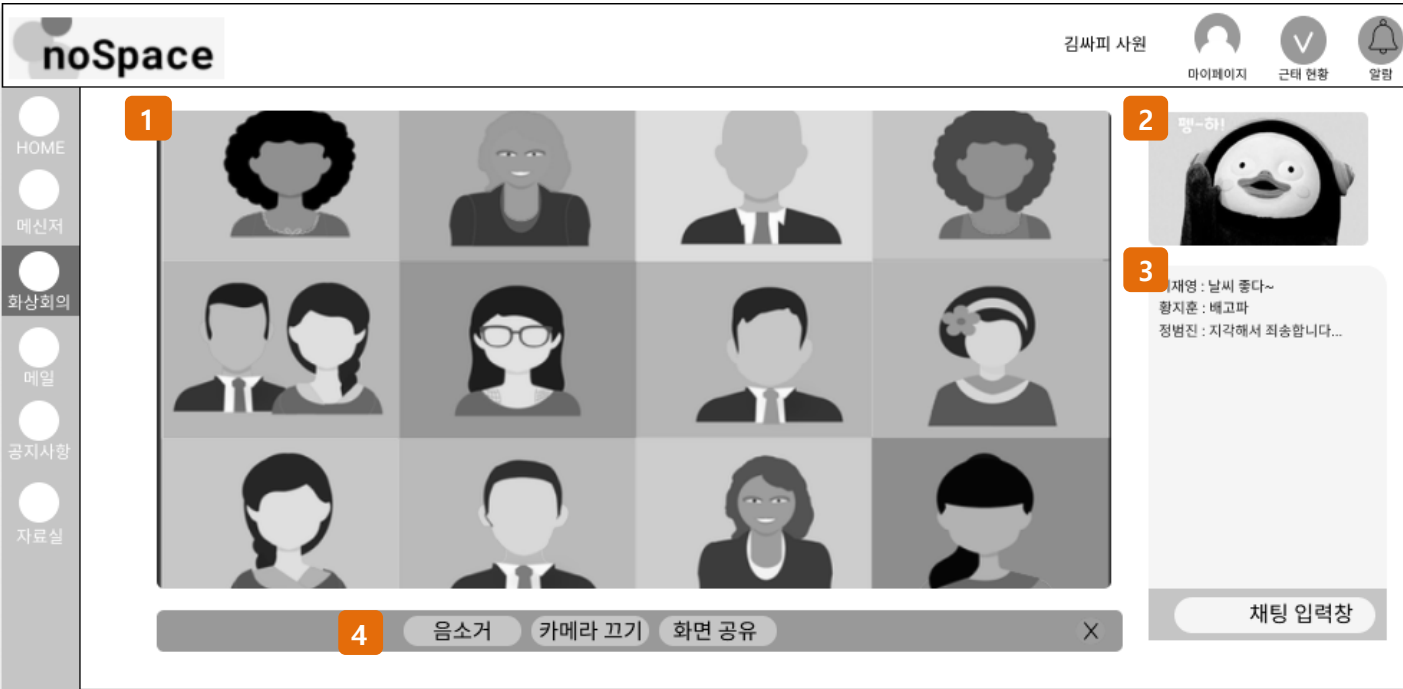 noSpace
김싸피 사원
마이페이지
V
근태 현황
알람
HOME
메신저
화상회의
메일
공지사항
자료실
1
2
펭~하!
3
재영 : 날씨 좋다~
황지훈 : 배고파
정범진 : 지각해서 죄송합니다...
채팅 입력창
4
음소거
카메라 끄기
화면 공유
X